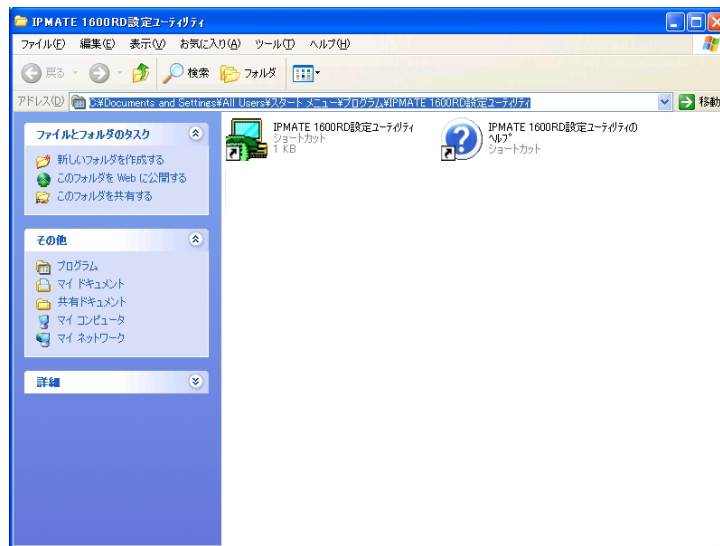 IPMATE 1600RD設定ﾕｰﾃｨﾘﾃｨ
ファイル(F) 編集(E) 表示(V) お気に入り(A) ツール(T) ヘルプ(H)
戻る 検索 フォルダ
アドレス(D) C:¥Documents and Settings¥All Users¥スタート メニュー¥プログラム¥IPMATE 1600RD設定ﾕｰﾃｨﾘﾃｨ 移動
ファイルとフォルダのタスク
新しいフォルダを作成する
このフォルダを Web に公開する
このフォルダを共有する
その他
プログラム
マイ ドキュメント
共有ドキュメント
マイ コンピュータ
マイ ネットワーク
詳細
IPMATE 1600RD設定ﾕｰﾃｨﾘﾃｨ
ショートカット
1 KB
IPMATE 1600RD設定ﾕｰﾃｨﾘﾃｨの
ﾍﾙﾌﾟ
ショートカット